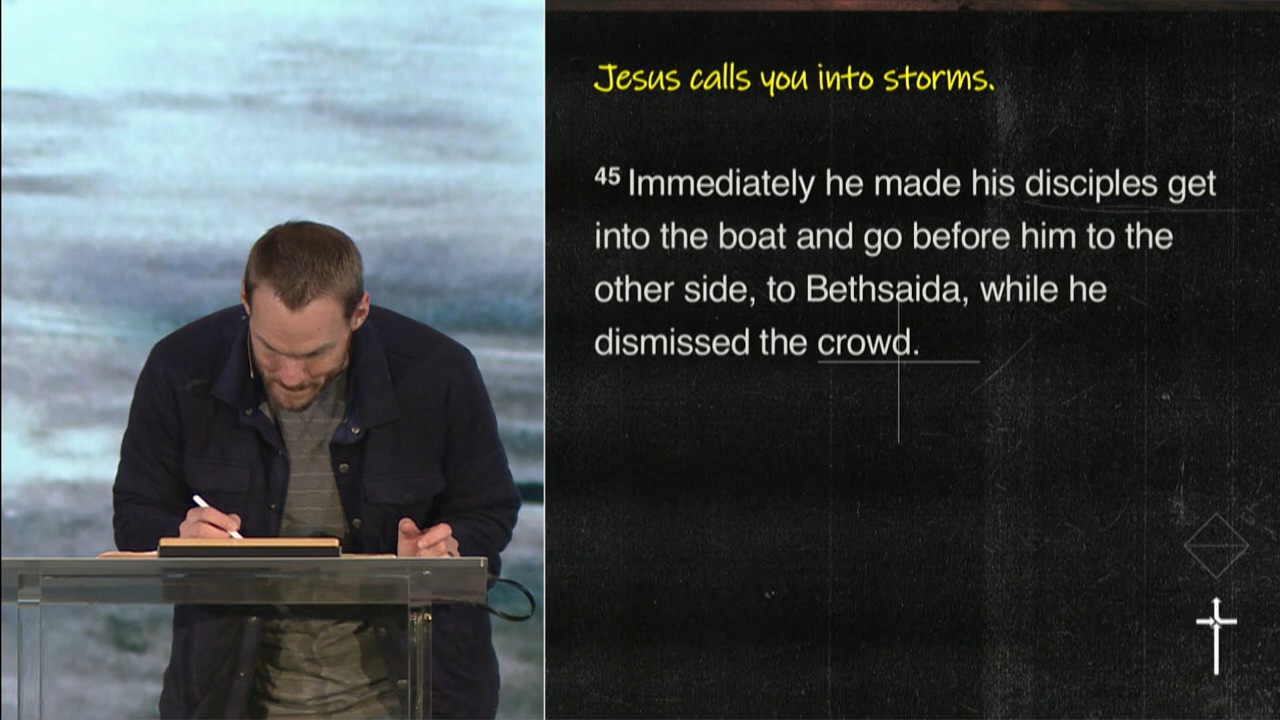 Jesus calls you into storms.
45 Immediately he made his disciples get
into the boat and go before him to the
other side, to Bethsaida, while he
dismissed the crowd.